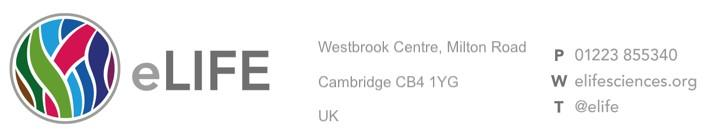 eLIFE
Westbrook Centre, Milton Road
Cambridge CB4 1YG
UK
P 01223 855340
W elifesciences.org
T @elife